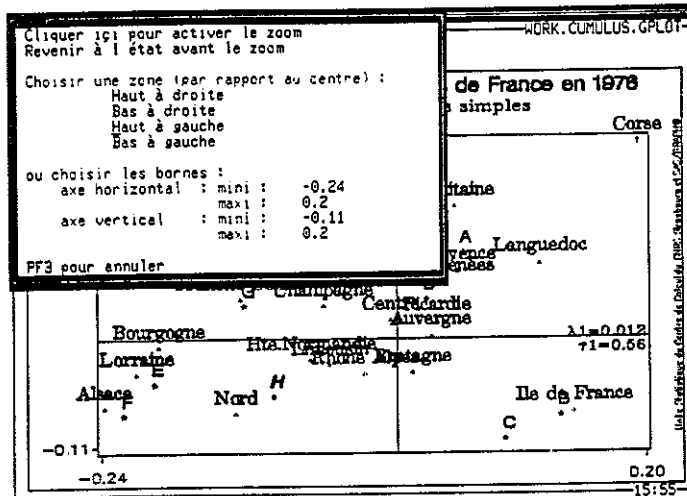 Cliquer ici pour activer le zoom
Revenir à l état avant le zoom
Choisir une zone (par rapport au centre) :
Haut à droite
Bas à droite
Haut à gauche
Bas à gauche
ou choisir les bornes :
axe horizontal : mini : -0.24
maxi : 0.2
axe vertical : mini : -0.11
maxi : 0.2
PF3 pour annuler
WORK.CUMULUS.GPLOT
de France en 1976
simples
Corse
A
Languedoc
G
Champagne
Auvergne
λ1=0.012
τ1=0.56
Bourgogne
Hte Normandie
Rhône
Lorraine
E
Alsace
F
Nord
H
Ile de France
B
C
-0.11
-0.24
0.20
15:55